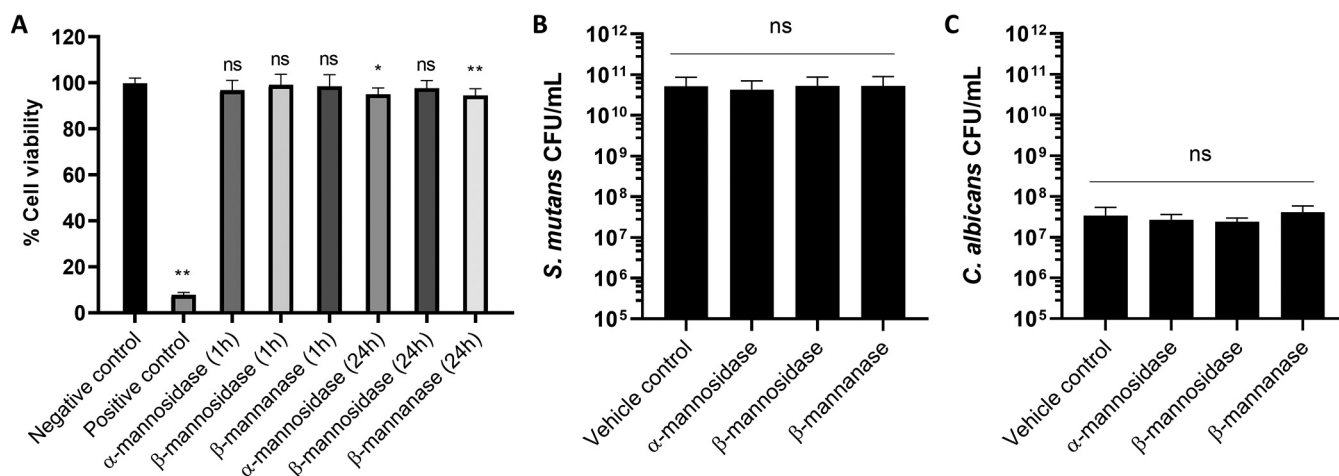 A
% Cell viability
120
100
80
60
40
20
0
**
ns
ns
ns
*
ns
**
Negative control
Positive control
α-mannosidase (1h)
β-mannosidase (1h)
β-mannanase (1h)
α-mannosidase (24h)
β-mannosidase (24h)
β-mannanase (24h)
B
S. mutans CFU/mL
10¹²
10¹¹
10¹⁰
10⁹
10⁸
10⁷
10⁶
10⁵
ns
Vehicle control
α-mannosidase
β-mannosidase
β-mannanase
C
C. albicans CFU/mL
10¹²
10¹¹
10¹⁰
10⁹
10⁸
10⁷
10⁶
10⁵
ns
Vehicle control
α-mannosidase
β-mannosidase
β-mannanase